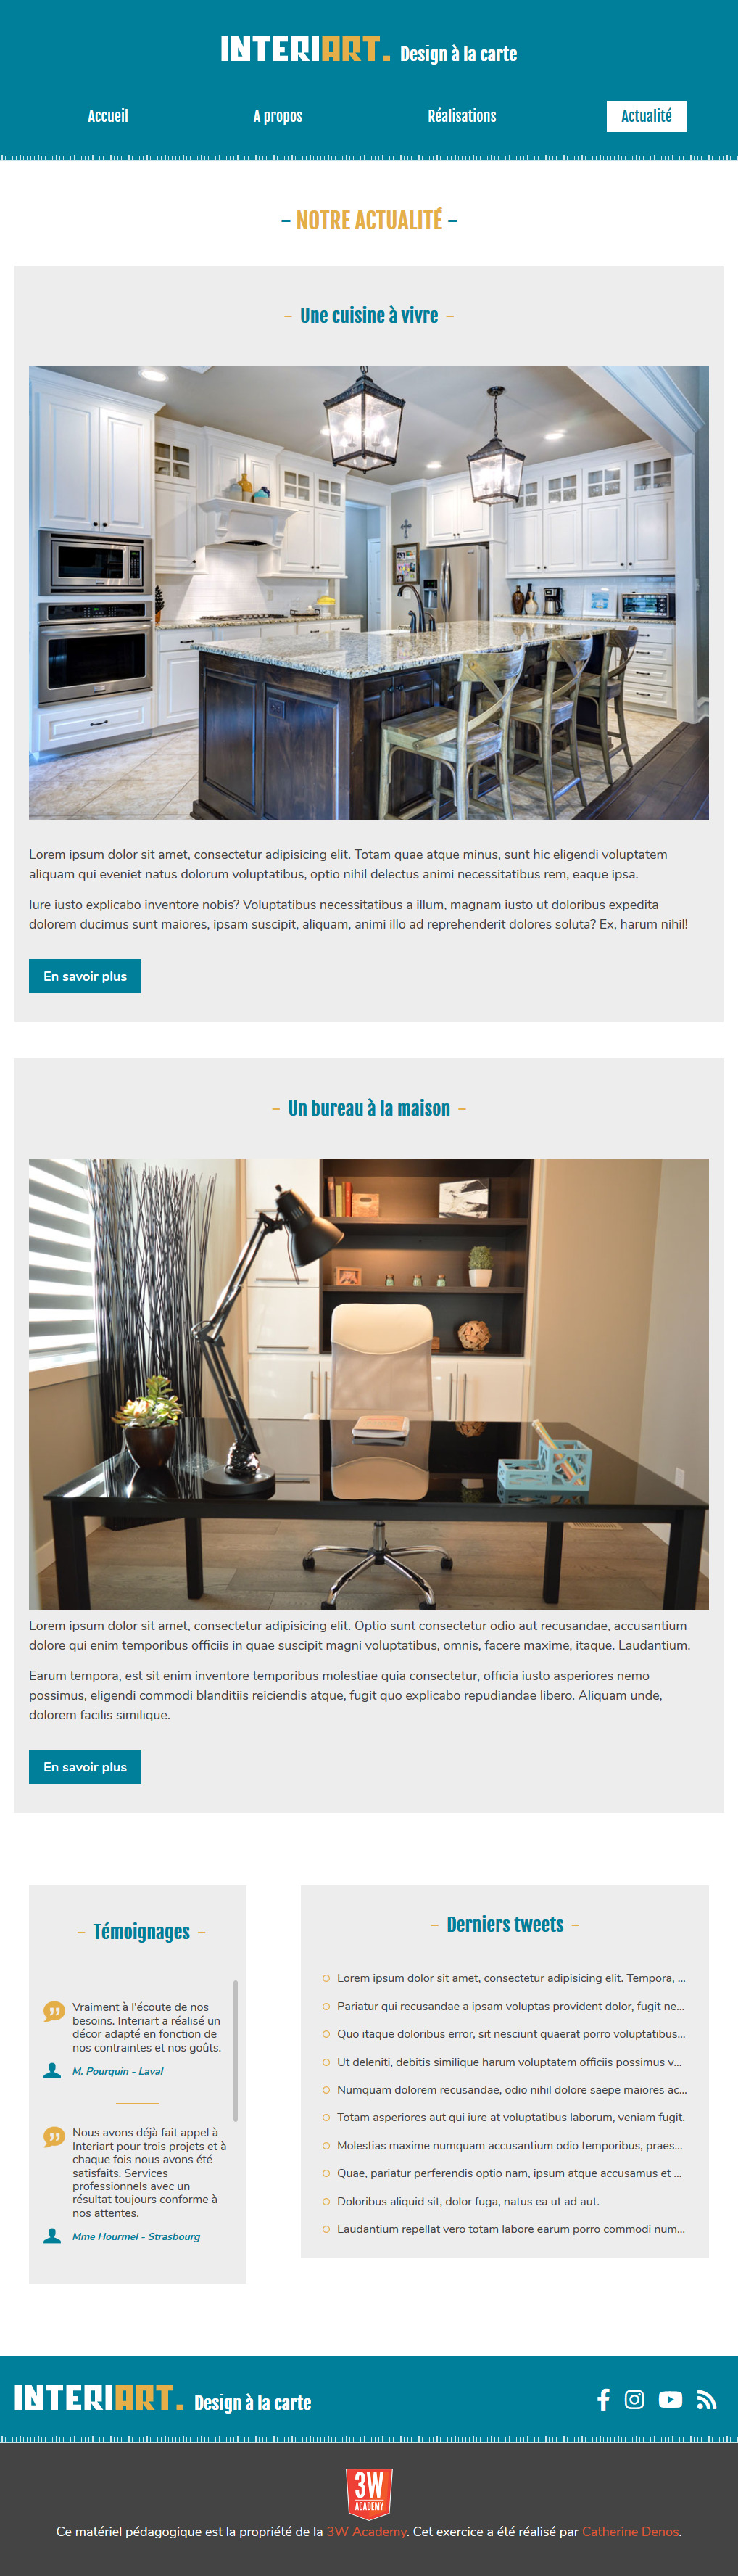 INTERIART. Design à la carte
Accueil A propos Réalisations Actualité
– NOTRE ACTUALITÉ –
– Une cuisine à vivre –
Lorem ipsum dolor sit amet, consectetur adipisicing elit. Totam quae atque minus, sunt hic eligendi voluptatem
aliquam qui eveniet natus dolorum voluptatibus, optio nihil delectus animi necessitatibus rem, eaque ipsa.
Iure iusto explicabo inventore nobis? Voluptatibus necessitatibus a illum, magnam iusto ut doloribus expedita
dolorem ducimus sunt maiores, ipsam suscipit, aliquam, animi illo ad reprehenderit dolores soluta? Ex, harum nihil!
En savoir plus
– Un bureau à la maison –
Lorem ipsum dolor sit amet, consectetur adipisicing elit. Optio sunt consectetur odio aut recusandae, accusantium
dolore qui enim temporibus officiis in quae suscipit magni voluptatibus, omnis, facere maxime, itaque. Laudantium.
Earum tempora, est sit enim inventore temporibus molestiae quia consectetur, officia iusto asperiores nemo
possimus, eligendi commodi blanditiis reiciendis atque, fugit quo explicabo repudiandae libero. Aliquam unde,
dolorem facilis similique.
En savoir plus
– Témoignages –
Vraiment à l'écoute de nos
besoins. Interiart a réalisé un
décor adapté en fonction de
nos contraintes et nos goûts.
M. Pourquin - Laval
Nous avons déjà fait appel à
Interiart pour trois projets et à
chaque fois nous avons été
satisfaits. Services
professionnels avec un
résultat toujours conforme à
nos attentes.
Mme Hourmel - Strasbourg
– Derniers tweets –
Lorem ipsum dolor sit amet, consectetur adipisicing elit. Tempora, ...
Pariatur qui recusandae a ipsam voluptas provident dolor, fugit ne...
Quo itaque doloribus error, sit nesciunt quaerat porro voluptatibus...
Ut deleniti, debitis similique harum voluptatem officiis possimus v...
Numquam dolorem recusandae, odio nihil dolore saepe maiores ac...
Totam asperiores aut qui iure at voluptatibus laborum, veniam fugit.
Molestias maxime numquam accusantium odio temporibus, praes...
Quae, pariatur perferendis optio nam, ipsum atque accusamus et ...
Doloribus aliquid sit, dolor fuga, natus ea ut ad aut.
Laudantium repellat vero totam labore earum porro commodi num...
INTERIART. Design à la carte
3W
ACADEMY
Ce matériel pédagogique est la propriété de la 3W Academy. Cet exercice a été réalisé par Catherine Denos.